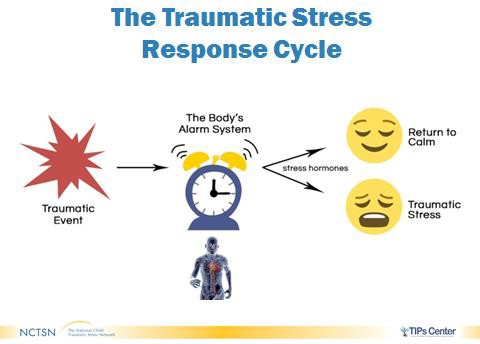 The Traumatic Stress
Response Cycle
The Body's
Alarm System
Traumatic
Event
stress hormones
Return to
Calm
Traumatic
Stress
NCTSN
The National Child
Traumatic Stress Network
TIPs Center